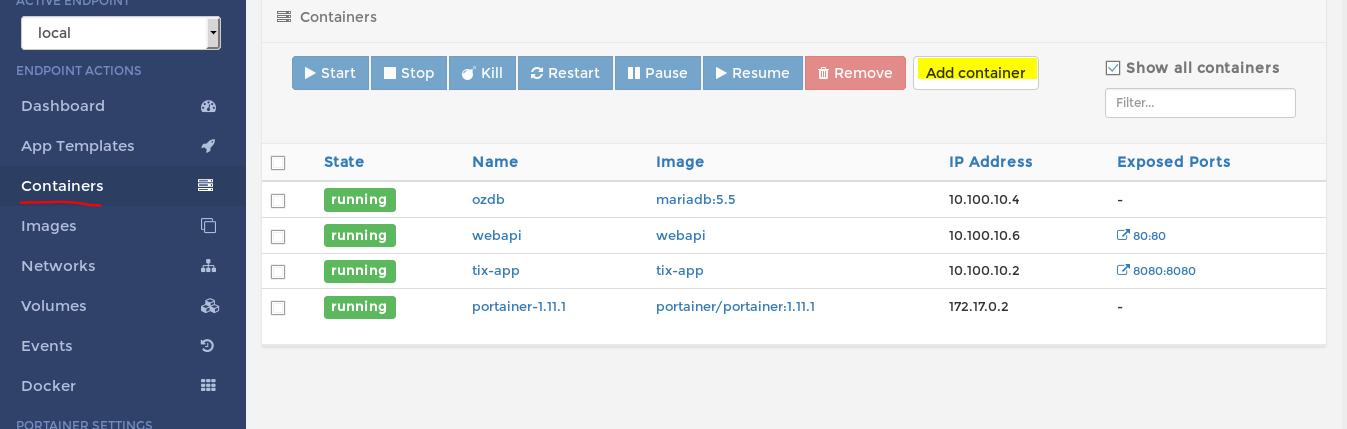 ACTIVE ENDPOINT
local
ENDPOINT ACTIONS
Dashboard
App Templates
Containers
Images
Networks
Volumes
Events
Docker
PORTAINER SETTINGS
Containers
Start Stop Kill Restart Pause Resume Remove Add container
Show all containers
Filter...
State Name Image IP Address Exposed Ports
running ozdb mariadb:5.5 10.100.10.4 -
running webapi webapi 10.100.10.6 80:80
running tix-app tix-app 10.100.10.2 8080:8080
running portainer-1.11.1 portainer/portainer:1.11.1 172.17.0.2 -